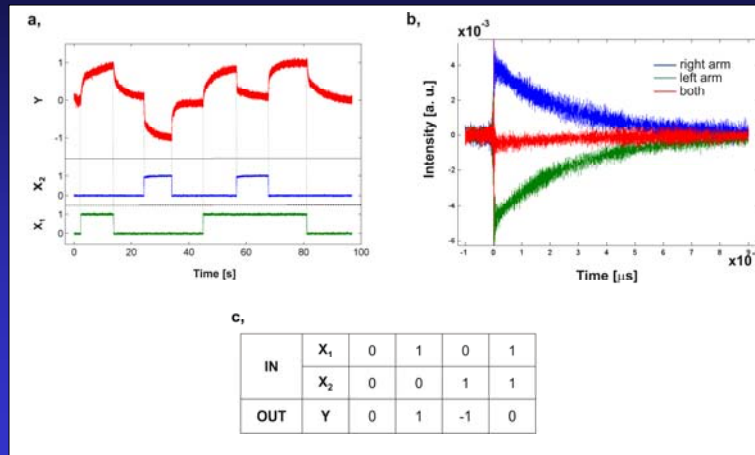 a,
Y
1
0
-1
X₂
1
0
X₁
1
0
0 20 40 60 80 100
Time [s]
b,
x10⁻³
Intensity [a. u.]
4
2
0
-2
-4
-6
right arm
left arm
both
-1 0 1 2 3 4 5 6 7 8 9
x10⁻
Time [μs]
c,
IN X₁ 0 1 0 1
X₂ 0 0 1 1
OUT Y 0 1 -1 0